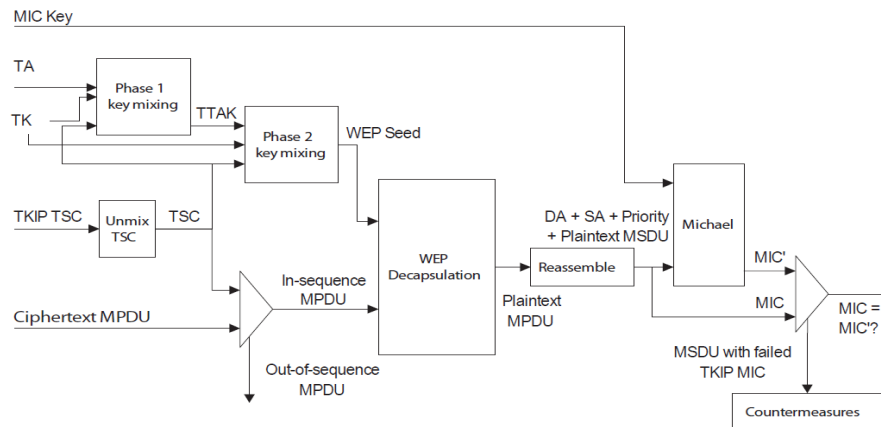 MIC Key
TA
Phase 1
key mixing
TTAK
TK
Phase 2
key mixing
WEP Seed
TKIP TSC
Unmix
TSC
TSC
DA + SA + Priority
+ Plaintext MSDU
Michael
WEP
Decapsulation
Reassemble
MIC'
In-sequence
MPDU
Plaintext
MPDU
MIC
MIC =
MIC'?
Ciphertext MPDU
Out-of-sequence
MPDU
MSDU with failed
TKIP MIC
Countermeasures